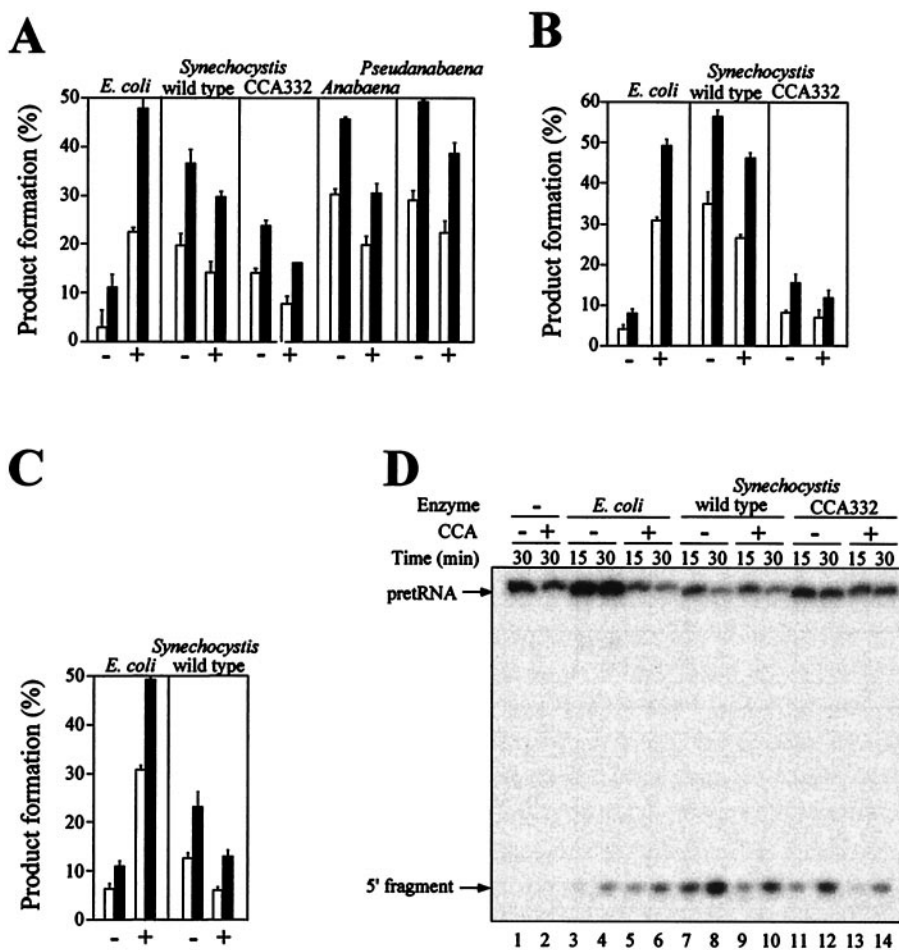 A
B
Synechocystis
Pseudanabaena
E. coli wild type CCA332 Anabaena
Product formation (%)
50
40
30
20
10
0
- + - + - + - + - +
Synechocystis
E. coli wild type CCA332
Product formation (%)
60
50
40
30
20
10
0
- + - + - +
C
D
Synechocystis
E. coli wild type
Product formation (%)
50
40
30
20
10
0
- + - +
Synechocystis
Enzyme - E. coli wild type CCA332
CCA - + - + - + - +
Time (min) 30 30 15 30 15 30 15 30 15 30 15 30 15 30
pretRNA
5' fragment
1 2 3 4 5 6 7 8 9 10 11 12 13 14